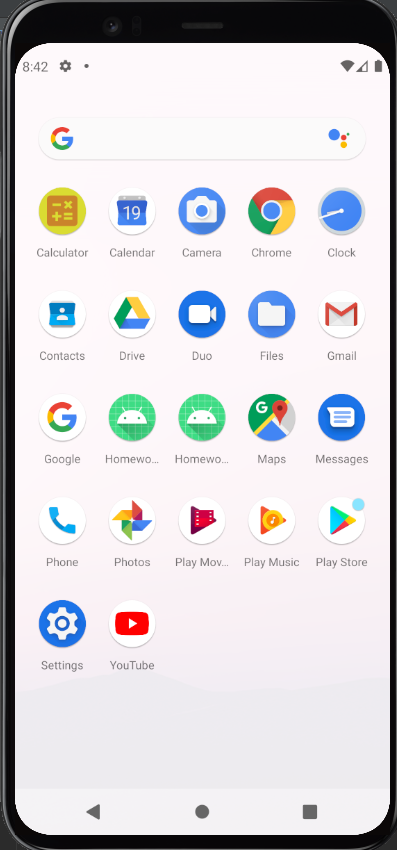 8:42
Calculator Calendar Camera Chrome Clock
19
Contacts Drive Duo Files Gmail
Google Homewo... Homewo... Maps Messages
Phone Photos Play Mov... Play Music Play Store
Settings YouTube